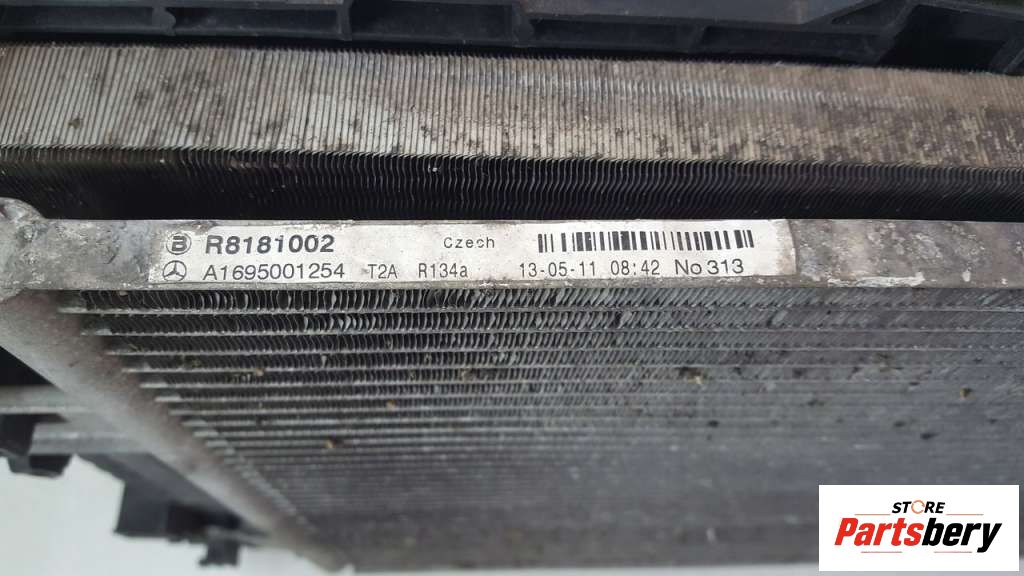 B R8181002 Czech
A1695001254 T2A R134a 13-05-11 08:42 No 313
STORE
Partsbery